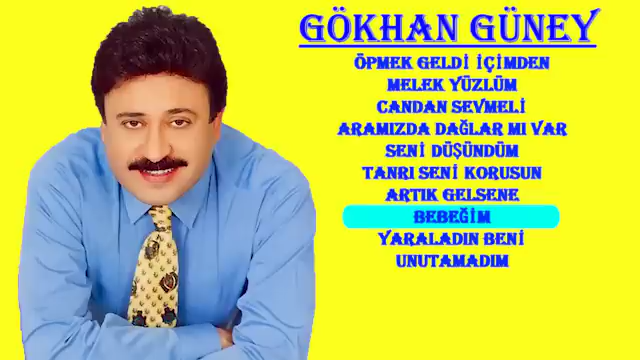 GÖKHAN GÜNEY
ÖPMEK GELDİ İÇİMDEN
MELEK YÜZLÜM
CANDAN SEVMELİ
ARAMIZDA DAĞLAR MI VAR
SENİ DÜŞÜNDÜM
TANRI SENİ KORUSUN
ARTIK GELSENE
BEBEĞİM
YARALADIN BENİ
UNUTAMADIM